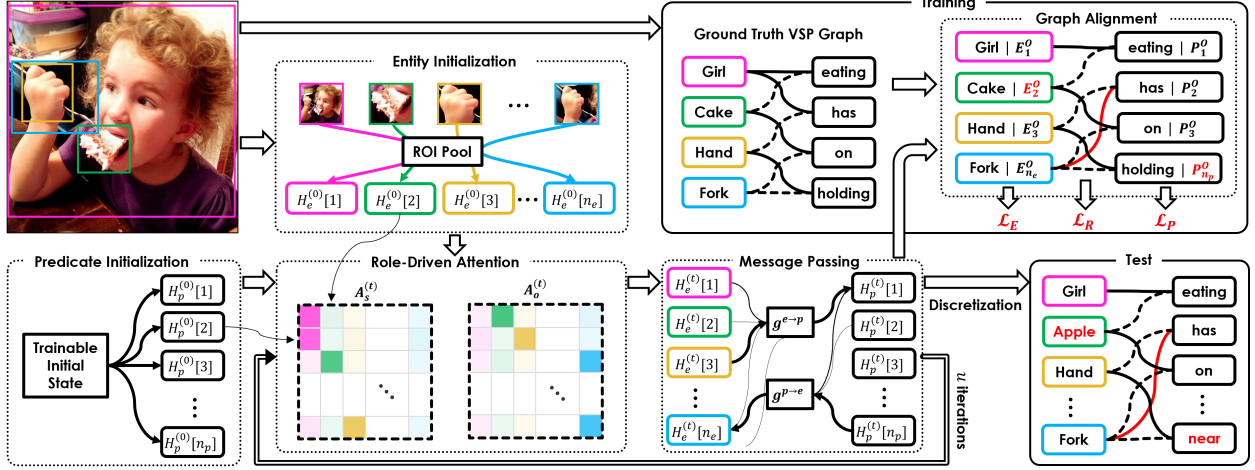 Training
Entity Initialization
ROI Pool
H_e^{(0)}[1]
H_e^{(0)}[2]
H_e^{(0)}[3]
...
H_e^{(0)}[n_e]
Ground Truth VSP Graph
Girl
Cake
Hand
Fork
eating
has
on
holding
Graph Alignment
Girl | E_1^O
Cake | E_2^O
Hand | E_3^O
Fork | E_{n_e}^O
eating | P_1^O
has | P_2^O
on | P_3^O
holding | P_{n_p}^O
ℒ_E
ℒ_R
ℒ_P
Predicate Initialization
Trainable
Initial
State
H_p^{(0)}[1]
H_p^{(0)}[2]
H_p^{(0)}[3]
H_p^{(0)}[n_p]
Role-Driven Attention
A_s^{(t)}
A_o^{(t)}
Message Passing
H_e^{(t)}[1]
H_e^{(t)}[2]
H_e^{(t)}[3]
H_e^{(t)}[n_e]
g^{e→p}
g^{p→e}
H_p^{(t)}[1]
H_p^{(t)}[2]
H_p^{(t)}[3]
H_p^{(t)}[n_p]
u iterations
Discretization
Test
Girl
Apple
Hand
Fork
eating
has
on
near